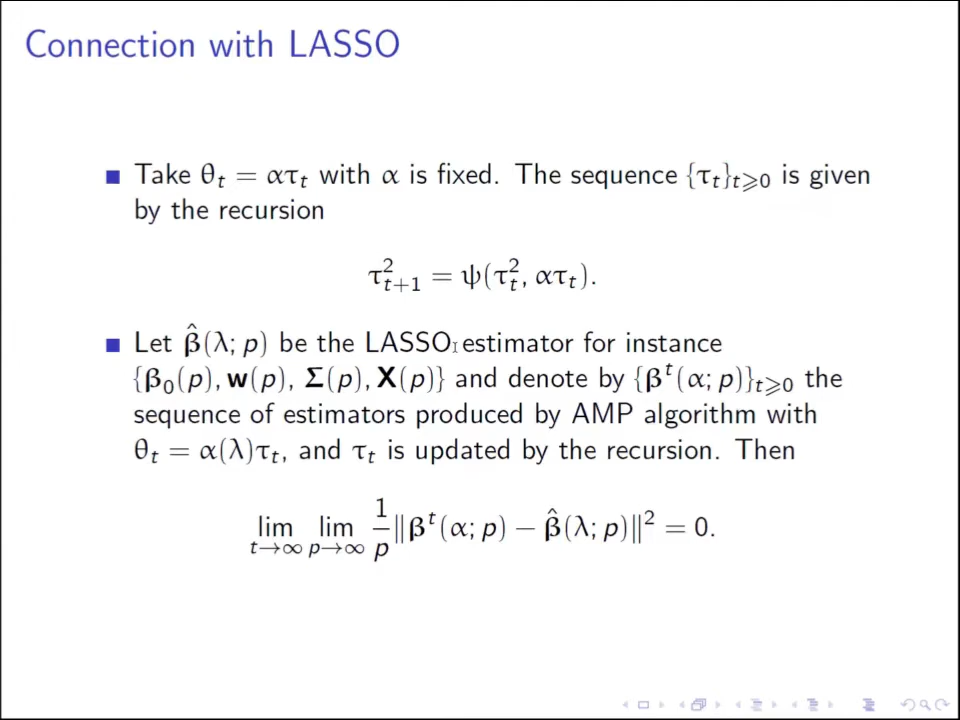 Connection with LASSO
Take θ_t = ατ_t with α is fixed. The sequence {τ_t}_{t⩾0} is given
by the recursion
τ²_{t+1} = ψ(τ²_t, ατ_t).
Let β̂(λ; p) be the LASSO estimator for instance
{β₀(p), w(p), Σ(p), X(p)} and denote by {β^t(α; p)}_{t⩾0} the
sequence of estimators produced by AMP algorithm with
θ_t = α(λ)τ_t, and τ_t is updated by the recursion. Then
lim_{t→∞} lim_{p→∞} 1/p ‖β^t(α; p) − β̂(λ; p)‖² = 0.